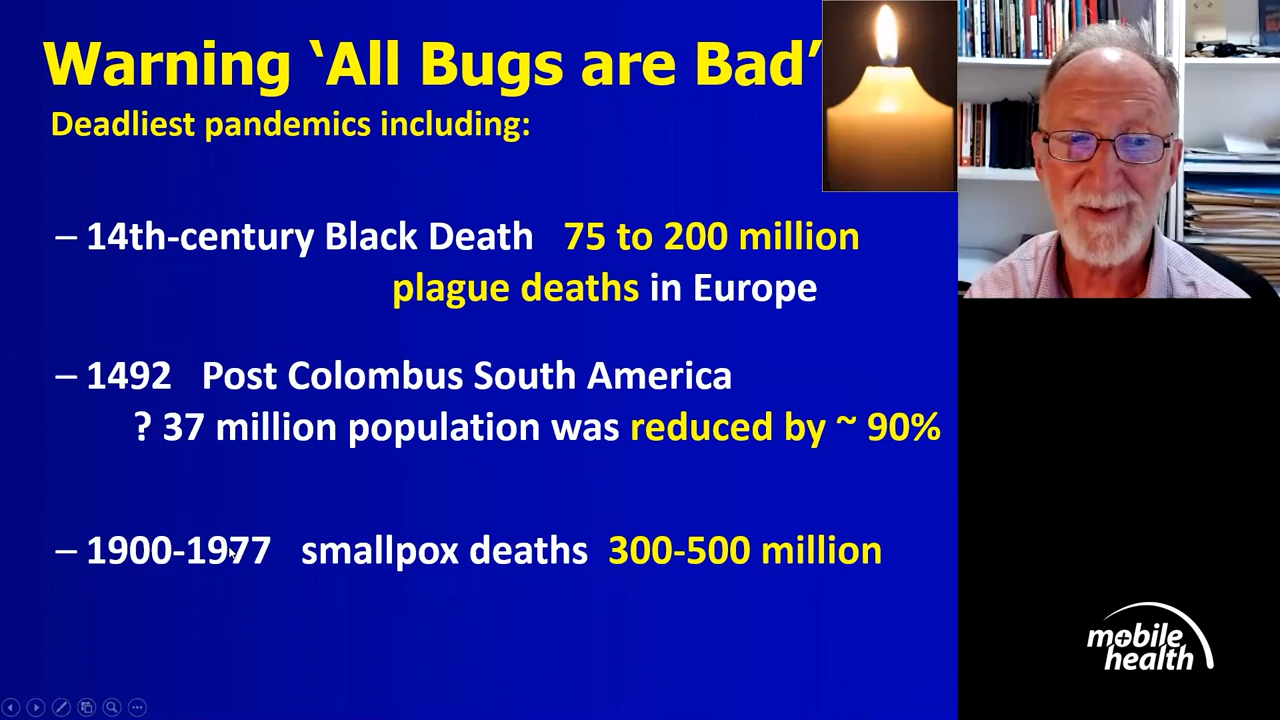 Warning ‘All Bugs are Bad’
Deadliest pandemics including:
– 14th-century Black Death 75 to 200 million
plague deaths in Europe
– 1492 Post Colombus South America
? 37 million population was reduced by ~ 90%
– 1900-1977 smallpox deaths 300-500 million
mobile
health